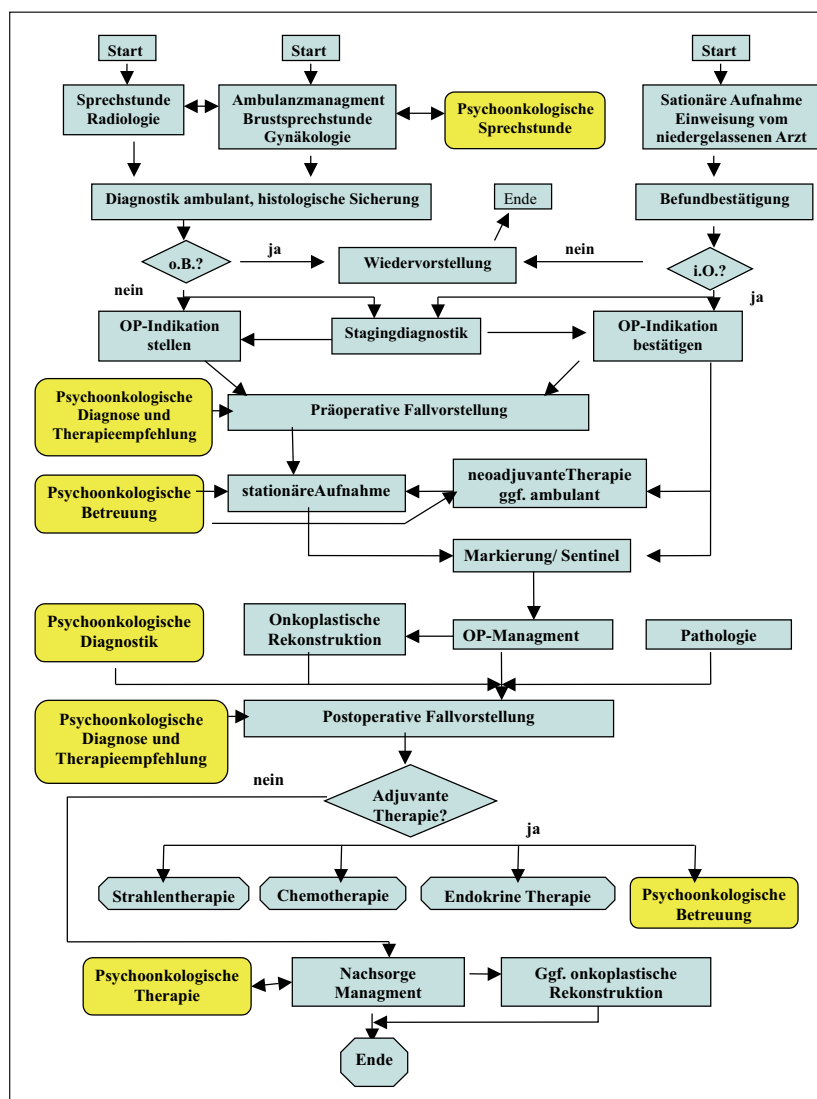 Start
Start
Start
Sprechstunde
Radiologie
Ambulanzmanagment
Brustsprechstunde
Gynäkologie
Psychoonkologische
Sprechstunde
Sationäre Aufnahme
Einweisung vom
niedergelassenen Arzt
Diagnostik ambulant, histologische Sicherung
Ende
Befundbestätigung
o.B.?
ja
Wiedervorstellung
nein
i.O.?
nein
ja
OP-Indikation
stellen
Stagingdiagnostik
OP-Indikation
bestätigen
Psychoonkologische
Diagnose und
Therapieempfehlung
Präoperative Fallvorstellung
Psychoonkologische
Betreuung
stationäreAufnahme
neoadjuvanteTherapie
ggf. ambulant
Markierung/ Sentinel
Psychoonkologische
Diagnostik
Onkoplastische
Rekonstruktion
OP-Managment
Pathologie
Psychoonkologische
Diagnose und
Therapieempfehlung
Postoperative Fallvorstellung
nein
Adjuvante
Therapie?
ja
Strahlentherapie
Chemotherapie
Endokrine Therapie
Psychoonkologische
Betreuung
Psychoonkologische
Therapie
Nachsorge
Managment
Ggf. onkoplastische
Rekonstruktion
Ende